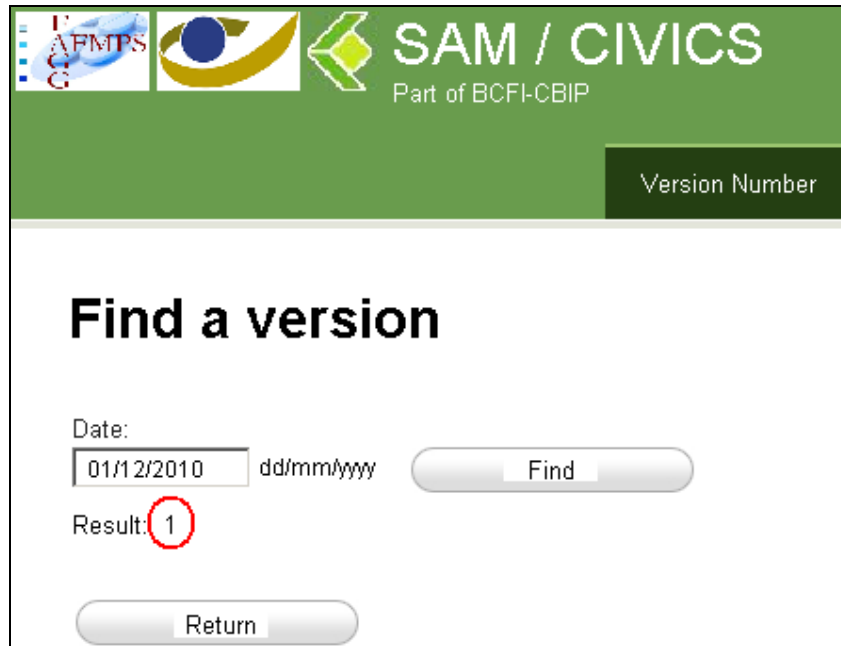 FAGG
AFMPS
SAM / CIVICS
Part of BCFI-CBIP
Version Number
Find a version
Date:
01/12/2010 dd/mm/yyyy Find
Result: 1
Return